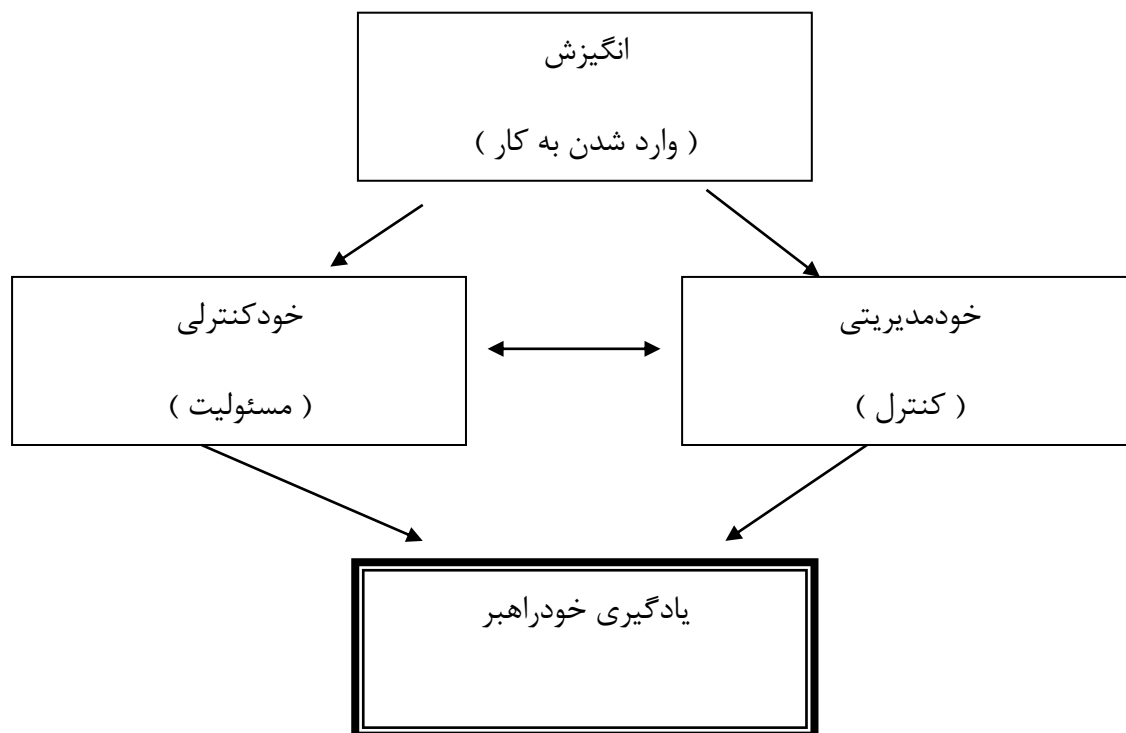 انگیزش
( وارد شدن به کار )
خودمدیریتی
( کنترل )
خودکنترلی
( مسئولیت )
یادگیری خودراهبر